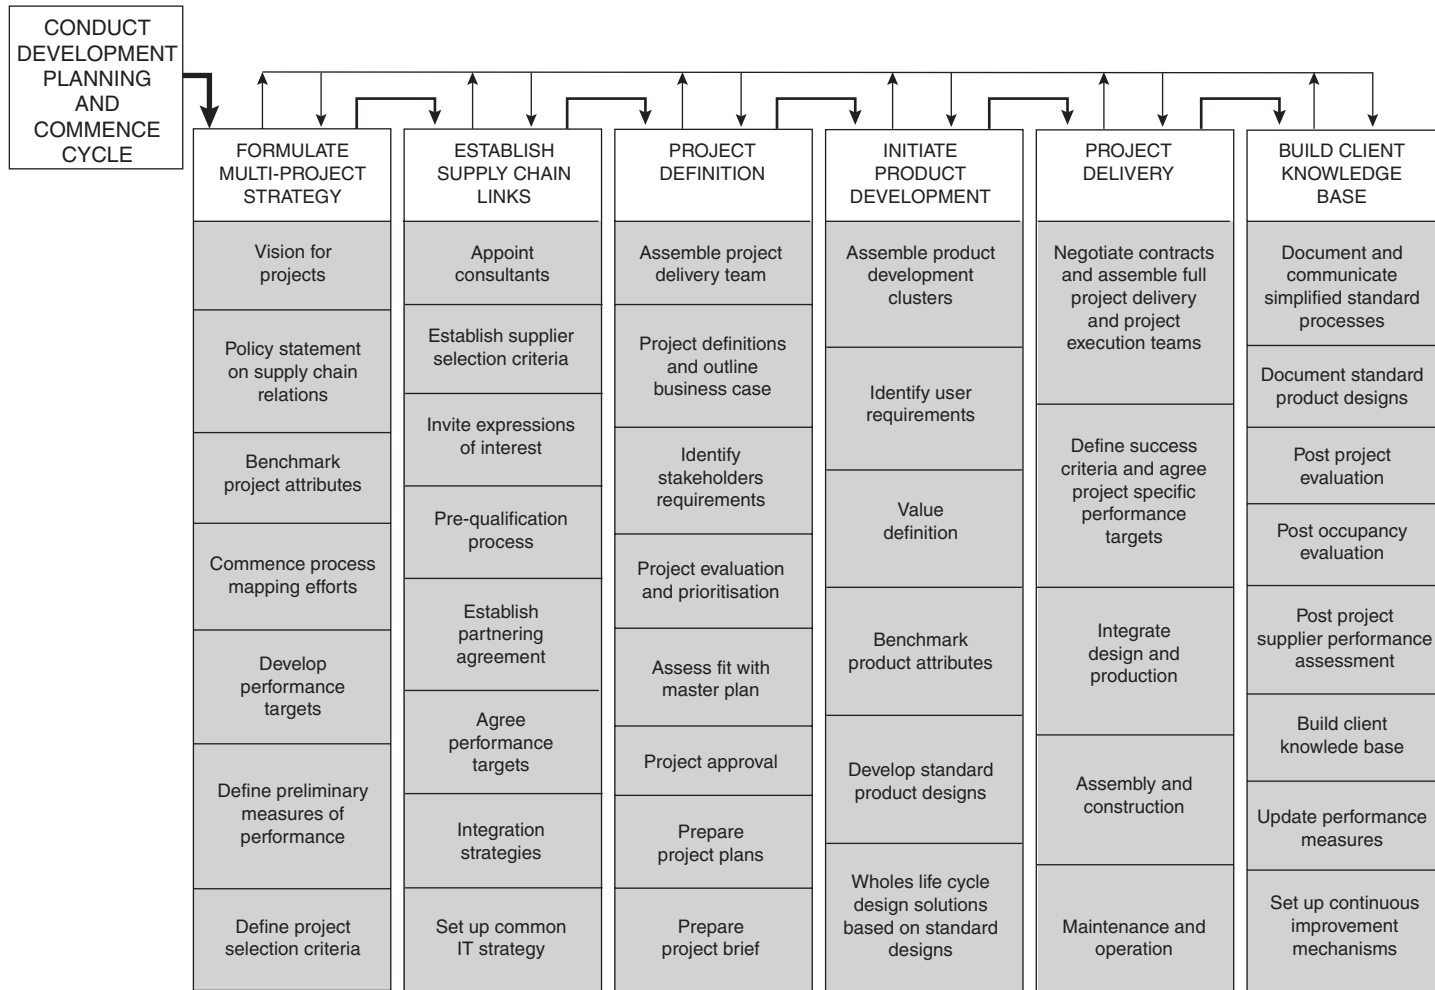 CONDUCT
DEVELOPMENT
PLANNING
AND
COMMENCE
CYCLE
FORMULATE
MULTI-PROJECT
STRATEGY
Vision for
projects
Policy statement
on supply chain
relations
Benchmark
project attributes
Commence process
mapping efforts
Develop
performance
targets
Define preliminary
measures of
performance
Define project
selection criteria
ESTABLISH
SUPPLY CHAIN
LINKS
Appoint
consultants
Establish supplier
selection criteria
Invite expressions
of interest
Pre-qualification
process
Establish
partnering
agreement
Agree
performance
targets
Integration
strategies
Set up common
IT strategy
PROJECT
DEFINITION
Assemble project
delivery team
Project definitions
and outline
business case
Identify
stakeholders
requirements
Project evaluation
and prioritisation
Assess fit with
master plan
Project approval
Prepare
project plans
Prepare
project brief
INITIATE
PRODUCT
DEVELOPMENT
Assemble product
development
clusters
Identify user
requirements
Value
definition
Benchmark
product attributes
Develop standard
product designs
Wholes life cycle
design solutions
based on standard
designs
PROJECT
DELIVERY
Negotiate contracts
and assemble full
project delivery
and project
execution teams
Define success
criteria and agree
project specific
performance
targets
Integrate
design and
production
Assembly and
construction
Maintenance and
operation
BUILD CLIENT
KNOWLEDGE
BASE
Document and
communicate
simplified standard
processes
Document standard
product designs
Post project
evaluation
Post occupancy
evaluation
Post project
supplier performance
assessment
Build client
knowlede base
Update performance
measures
Set up continuous
improvement
mechanisms